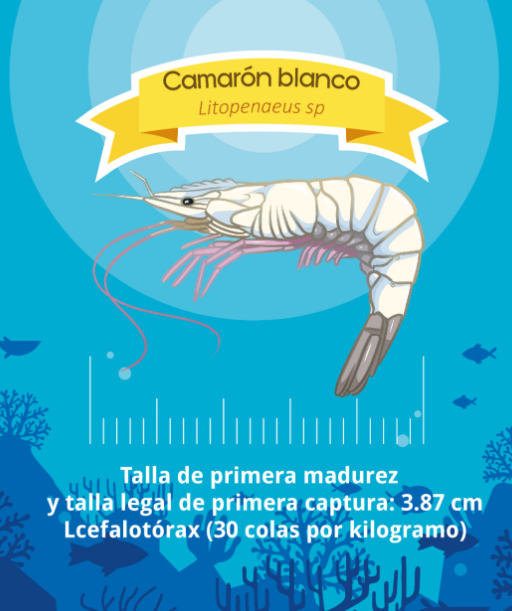 Camarón blanco
Litopenaeus sp
Talla de primera madurez
y talla legal de primera captura: 3.87 cm
Lcefalotórax (30 colas por kilogramo)